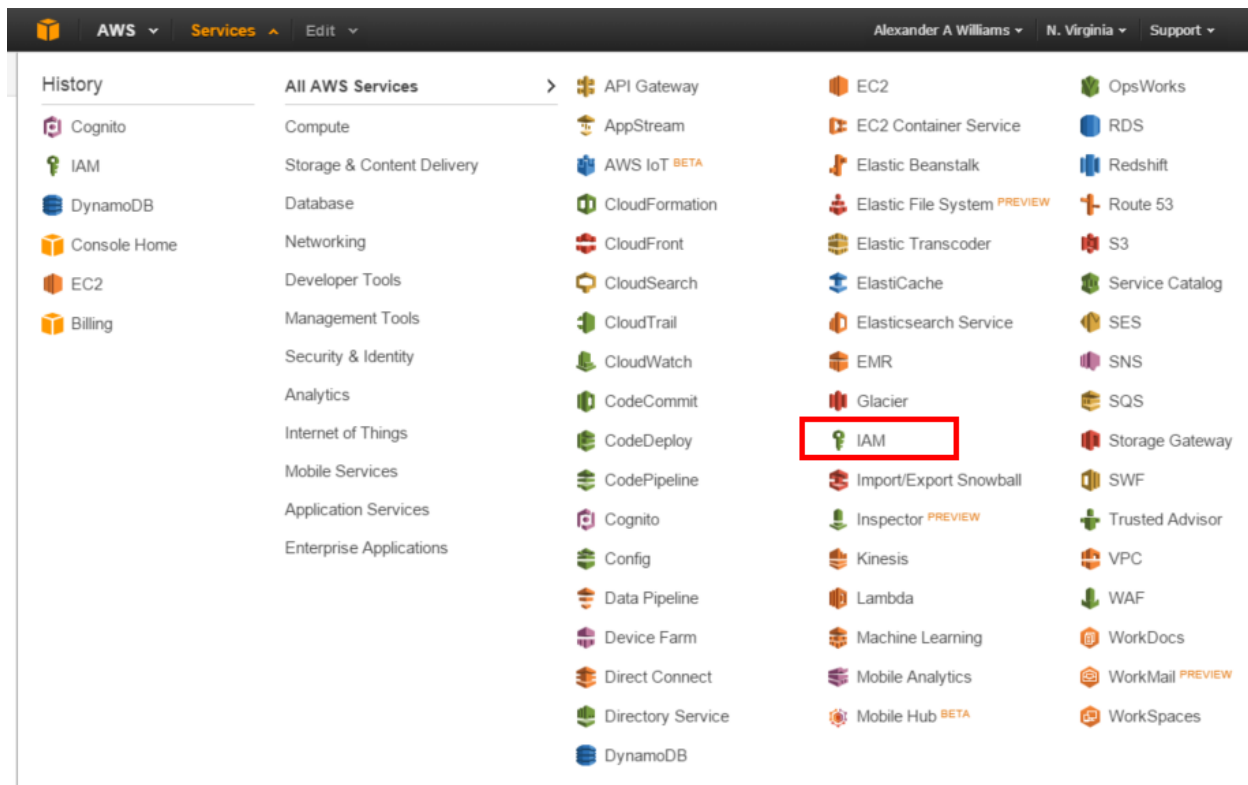 AWS Services Edit Alexander A Williams N. Virginia Support
History
Cognito
IAM
DynamoDB
Console Home
EC2
Billing
All AWS Services
Compute
Storage & Content Delivery
Database
Networking
Developer Tools
Management Tools
Security & Identity
Analytics
Internet of Things
Mobile Services
Application Services
Enterprise Applications
API Gateway
AppStream
AWS IoT BETA
CloudFormation
CloudFront
CloudSearch
CloudTrail
CloudWatch
CodeCommit
CodeDeploy
CodePipeline
Cognito
Config
Data Pipeline
Device Farm
Direct Connect
Directory Service
DynamoDB
EC2
EC2 Container Service
Elastic Beanstalk
Elastic File System PREVIEW
Elastic Transcoder
ElastiCache
Elasticsearch Service
EMR
Glacier
IAM
Import/Export Snowball
Inspector PREVIEW
Kinesis
Lambda
Machine Learning
Mobile Analytics
Mobile Hub BETA
OpsWorks
RDS
Redshift
Route 53
S3
Service Catalog
SES
SNS
SQS
Storage Gateway
SWF
Trusted Advisor
VPC
WAF
WorkDocs
WorkMail PREVIEW
WorkSpaces